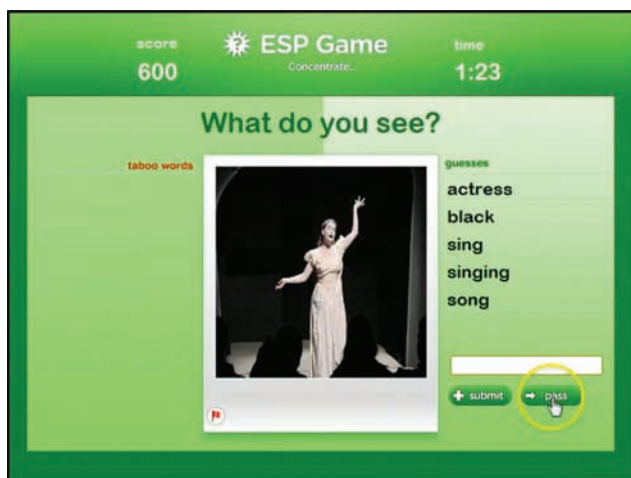 score
600
ESP Game
Concentrate...
time
1:23
What do you see?
taboo words
guesses
actress
black
sing
singing
song
submit
pass